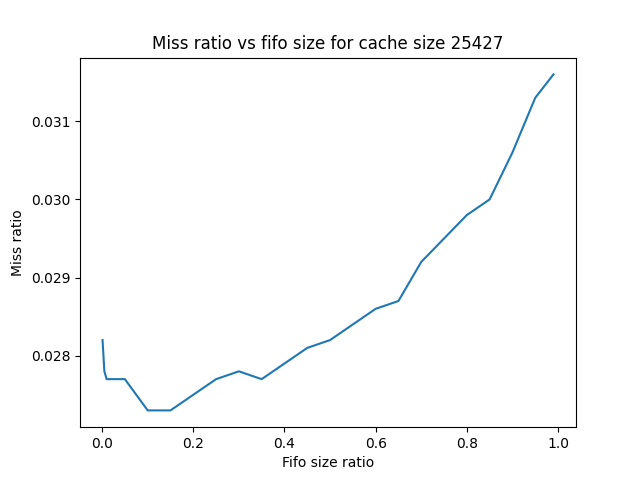 Miss ratio vs fifo size for cache size 25427
Miss ratio
0.031
0.030
0.029
0.028
0.0 0.2 0.4 0.6 0.8 1.0
Fifo size ratio